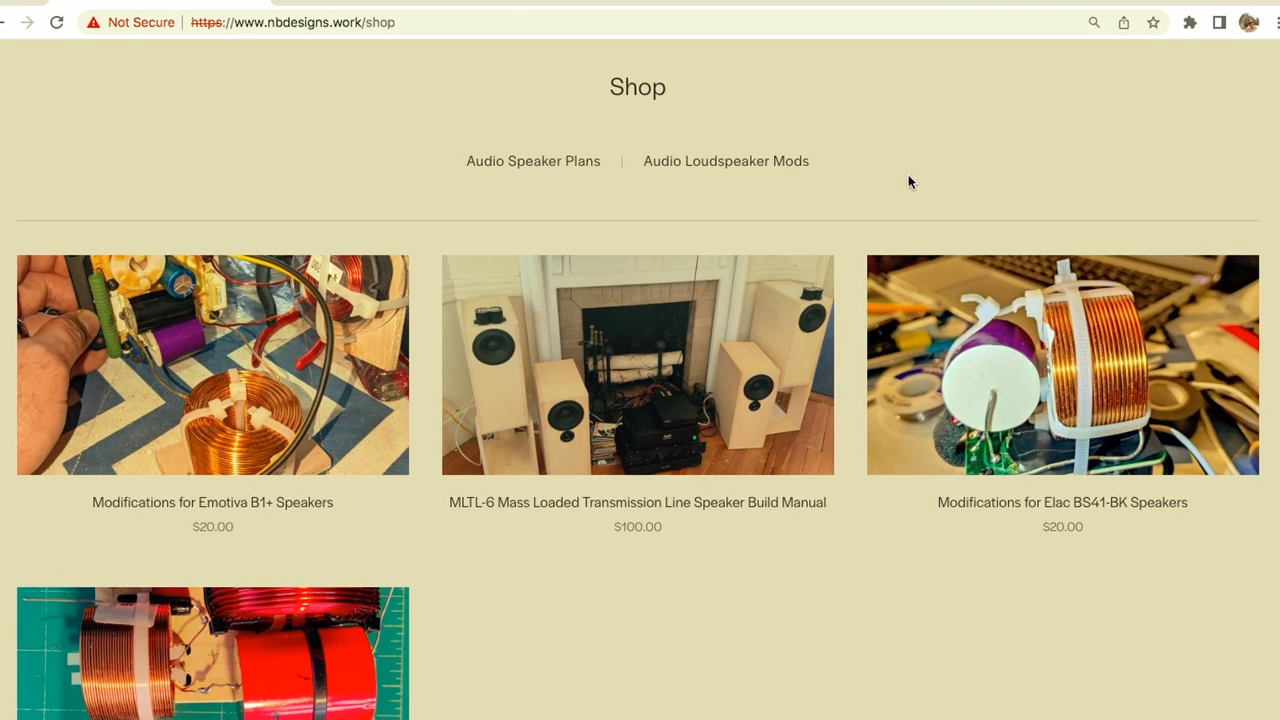 Not Secure https://www.nbdesigns.work/shop
Shop
Audio Speaker Plans | Audio Loudspeaker Mods
Modifications for Emotiva B1+ Speakers
$20.00
MLTL-6 Mass Loaded Transmission Line Speaker Build Manual
$100.00
Modifications for Elac BS41-BK Speakers
$20.00